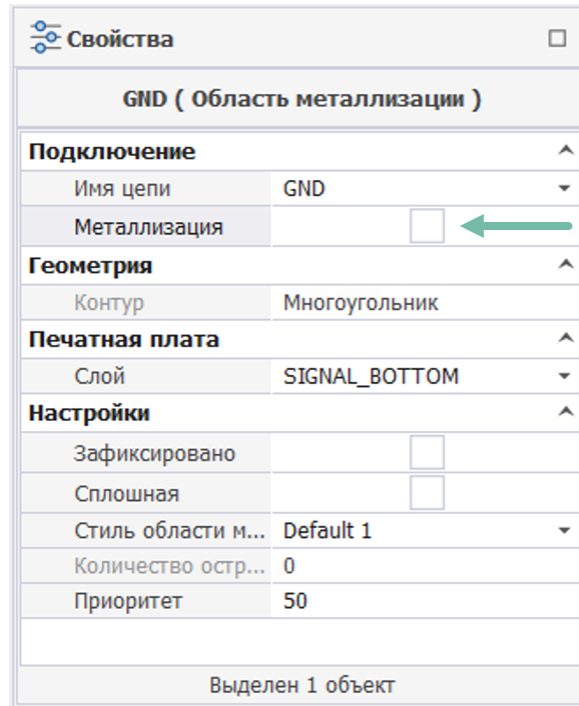 Свойства
GND ( Область металлизации )
Подключение
Имя цепи GND
Металлизация
Геометрия
Контур Многоугольник
Печатная плата
Слой SIGNAL_BOTTOM
Настройки
Зафиксировано
Сплошная
Стиль области м... Default 1
Количество остр... 0
Приоритет 50
Выделен 1 объект